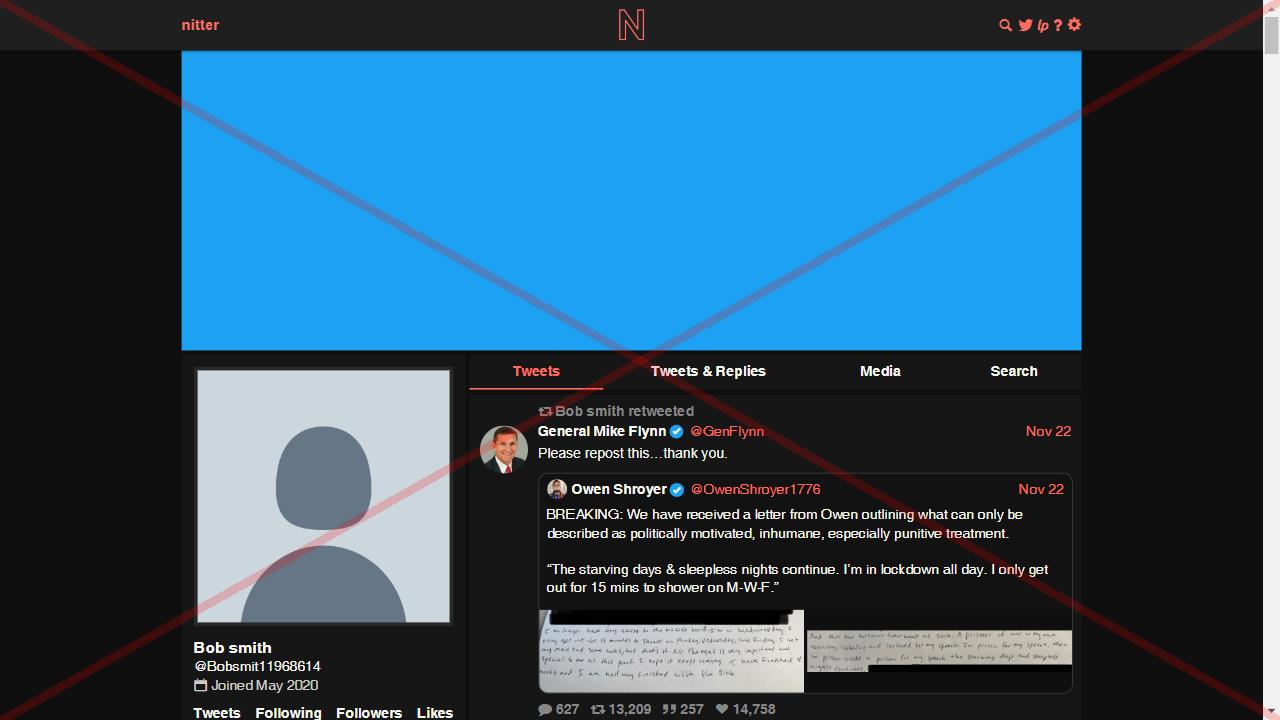 nitter
N
lp ?
Tweets
Tweets & Replies
Media
Search
Bob smith retweeted
General Mike Flynn @GenFlynn Nov 22
Please repost this…thank you.
Owen Shroyer @OwenShroyer1776 Nov 22
BREAKING: We have received a letter from Owen outlining what can only be
described as politically motivated, inhumane, especially punitive treatment.
“The starving days & sleepless nights continue. I’m in lockdown all day. I only get
out for 15 mins to shower on M-W-F.”
627 13,209 257 14,758
Bob smith
@Bobsmit11968614
Joined May 2020
Tweets Following Followers Likes